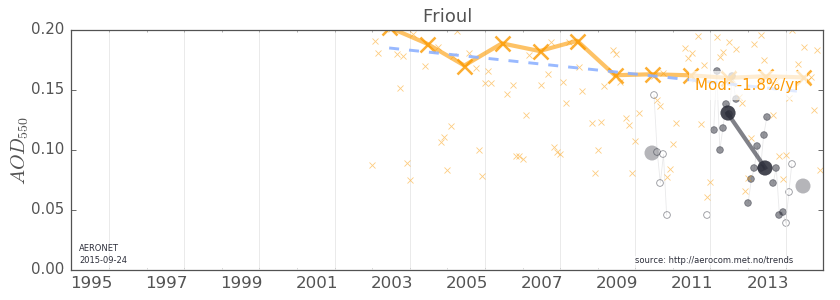 Frioul
0.20
0.15
0.10
0.05
0.00
AOD550
Mod: -1.8%/yr
AERONET
2015-09-24
source: http://aerocom.met.no/trends
1995 1997 1999 2001 2003 2005 2007 2009 2011 2013